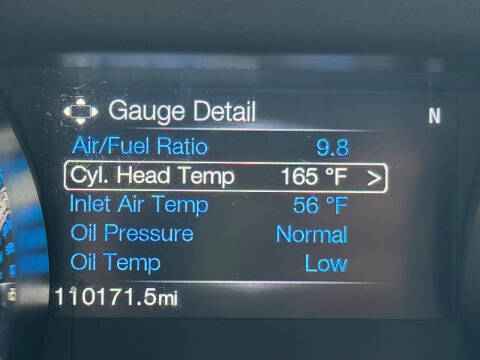 Gauge Detail
N
Air/Fuel Ratio 9.8
Cyl. Head Temp 165 °F >
Inlet Air Temp 56 °F
Oil Pressure Normal
Oil Temp Low
110171.5mi